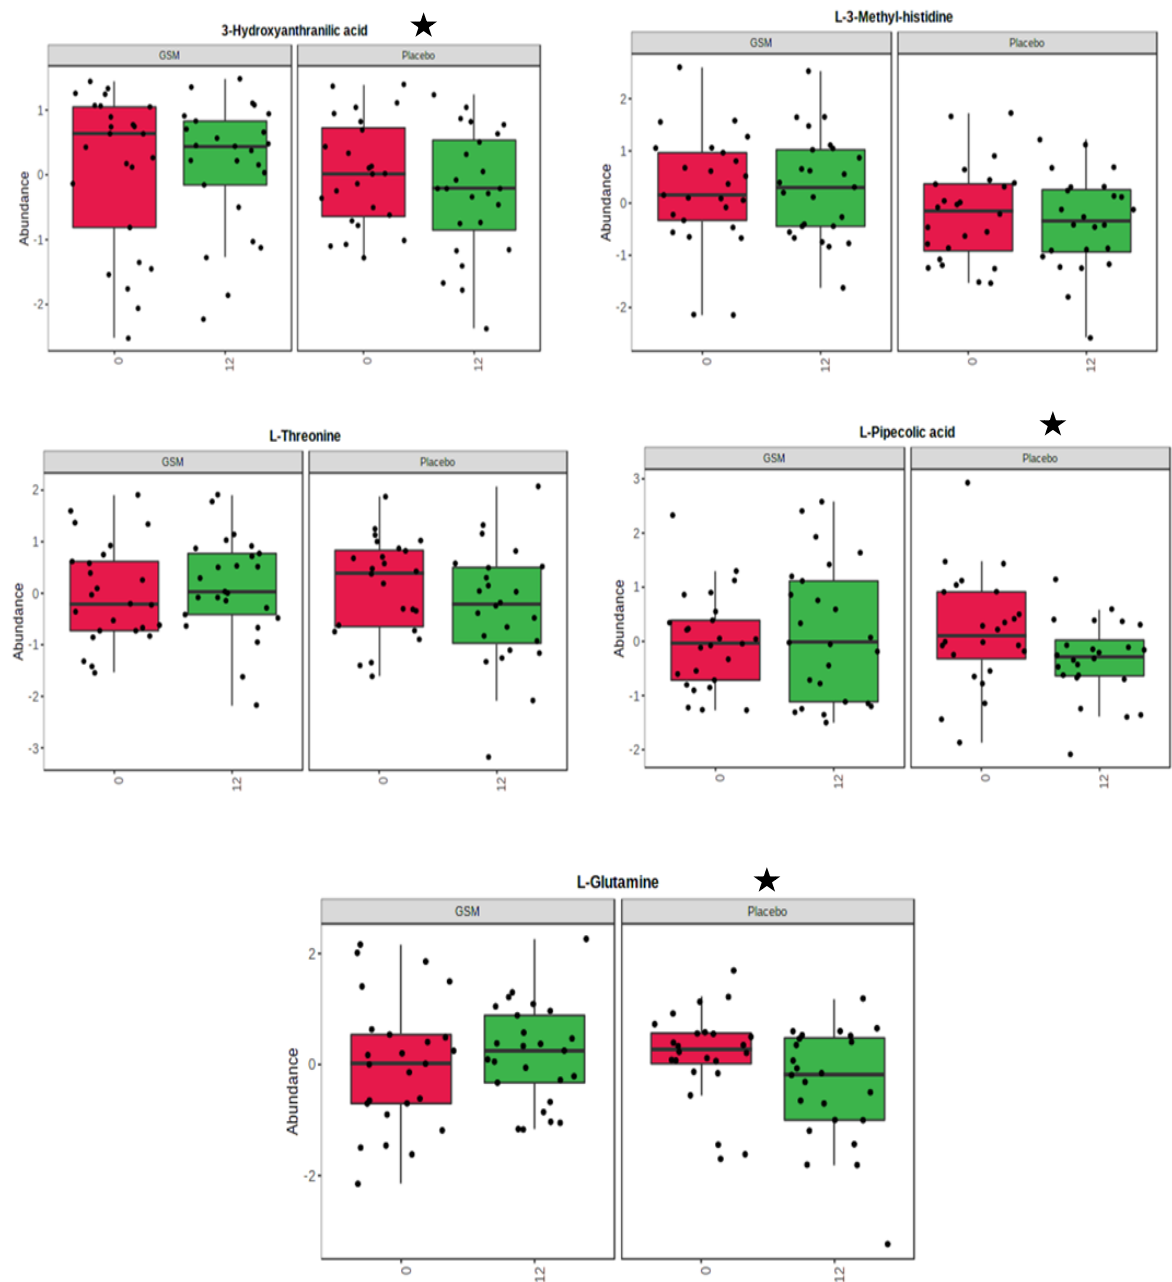 3-Hydroxyanthranilic acid
GSM
Placebo
Abundance
1
0
-1
-2
0
12
0
12
L-3-Methyl-histidine
GSM
Placebo
Abundance
2
1
0
-1
-2
0
12
0
12
L-Threonine
GSM
Placebo
Abundance
2
1
0
-1
-2
-3
0
12
0
12
L-Pipecolic acid
GSM
Placebo
Abundance
3
2
1
0
-1
-2
0
12
0
12
L-Glutamine
GSM
Placebo
Abundance
2
0
-2
0
12
0
12